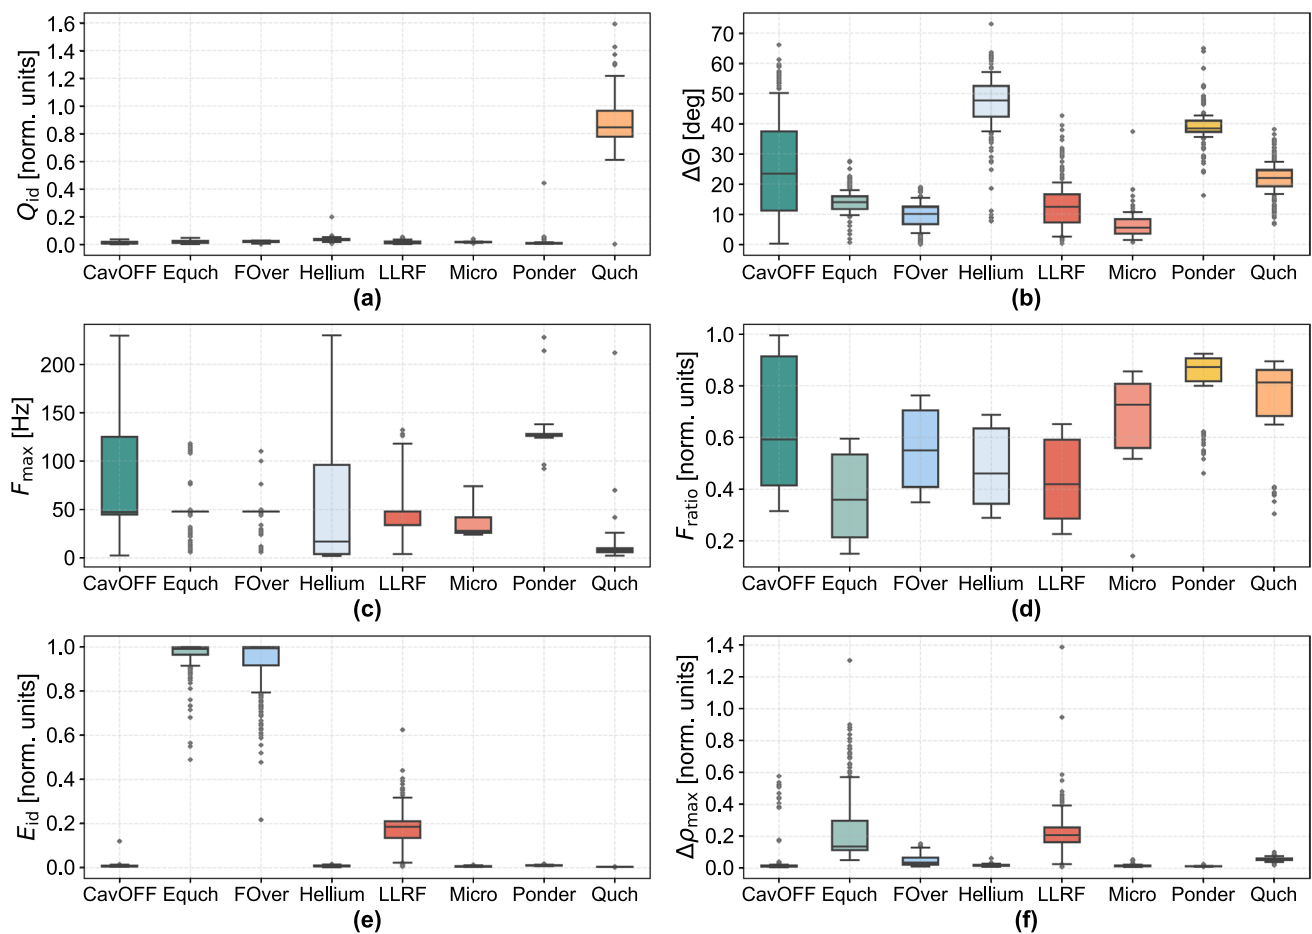 Q_id [norm. units]
1.6
1.4
1.2
1.0
0.8
0.6
0.4
0.2
0.0
CavOFF Equch FOver Hellium LLRF Micro Ponder Quch
(a)
ΔΘ [deg]
70
60
50
40
30
20
10
0
CavOFF Equch FOver Hellium LLRF Micro Ponder Quch
(b)
F_max [Hz]
200
150
100
50
0
CavOFF Equch FOver Hellium LLRF Micro Ponder Quch
(c)
F_ratio [norm. units]
1.0
0.8
0.6
0.4
0.2
CavOFF Equch FOver Hellium LLRF Micro Ponder Quch
(d)
E_id [norm. units]
1.0
0.8
0.6
0.4
0.2
0.0
CavOFF Equch FOver Hellium LLRF Micro Ponder Quch
(e)
Δρ_max [norm. units]
1.4
1.2
1.0
0.8
0.6
0.4
0.2
0.0
CavOFF Equch FOver Hellium LLRF Micro Ponder Quch
(f)